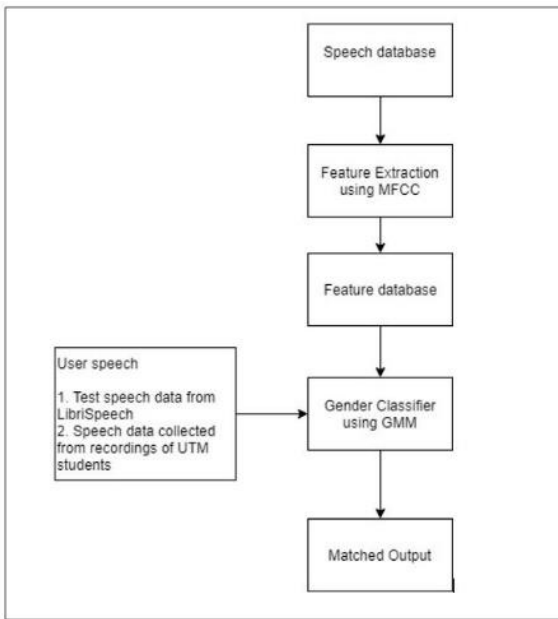 Speech database
Feature Extraction
using MFCC
Feature database
User speech
1. Test speech data from
LibriSpeech
2. Speech data collected
from recordings of UTM
students
Gender Classifier
using GMM
Matched Output